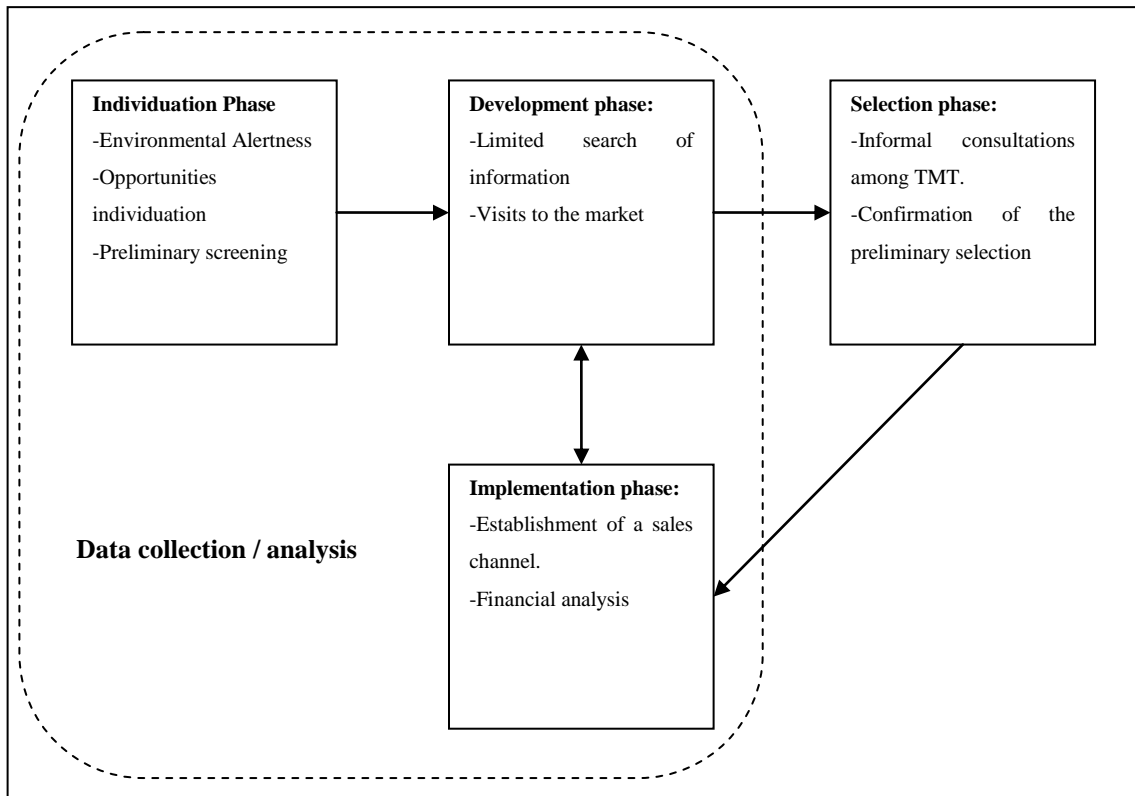 Individuation Phase
-Environmental Alertness
-Opportunities
individuation
-Preliminary screening
Development phase:
-Limited search of
information
-Visits to the market
Selection phase:
-Informal consultations
among TMT.
-Confirmation of the
preliminary selection
Data collection / analysis
Implementation phase:
-Establishment of a sales
channel.
-Financial analysis